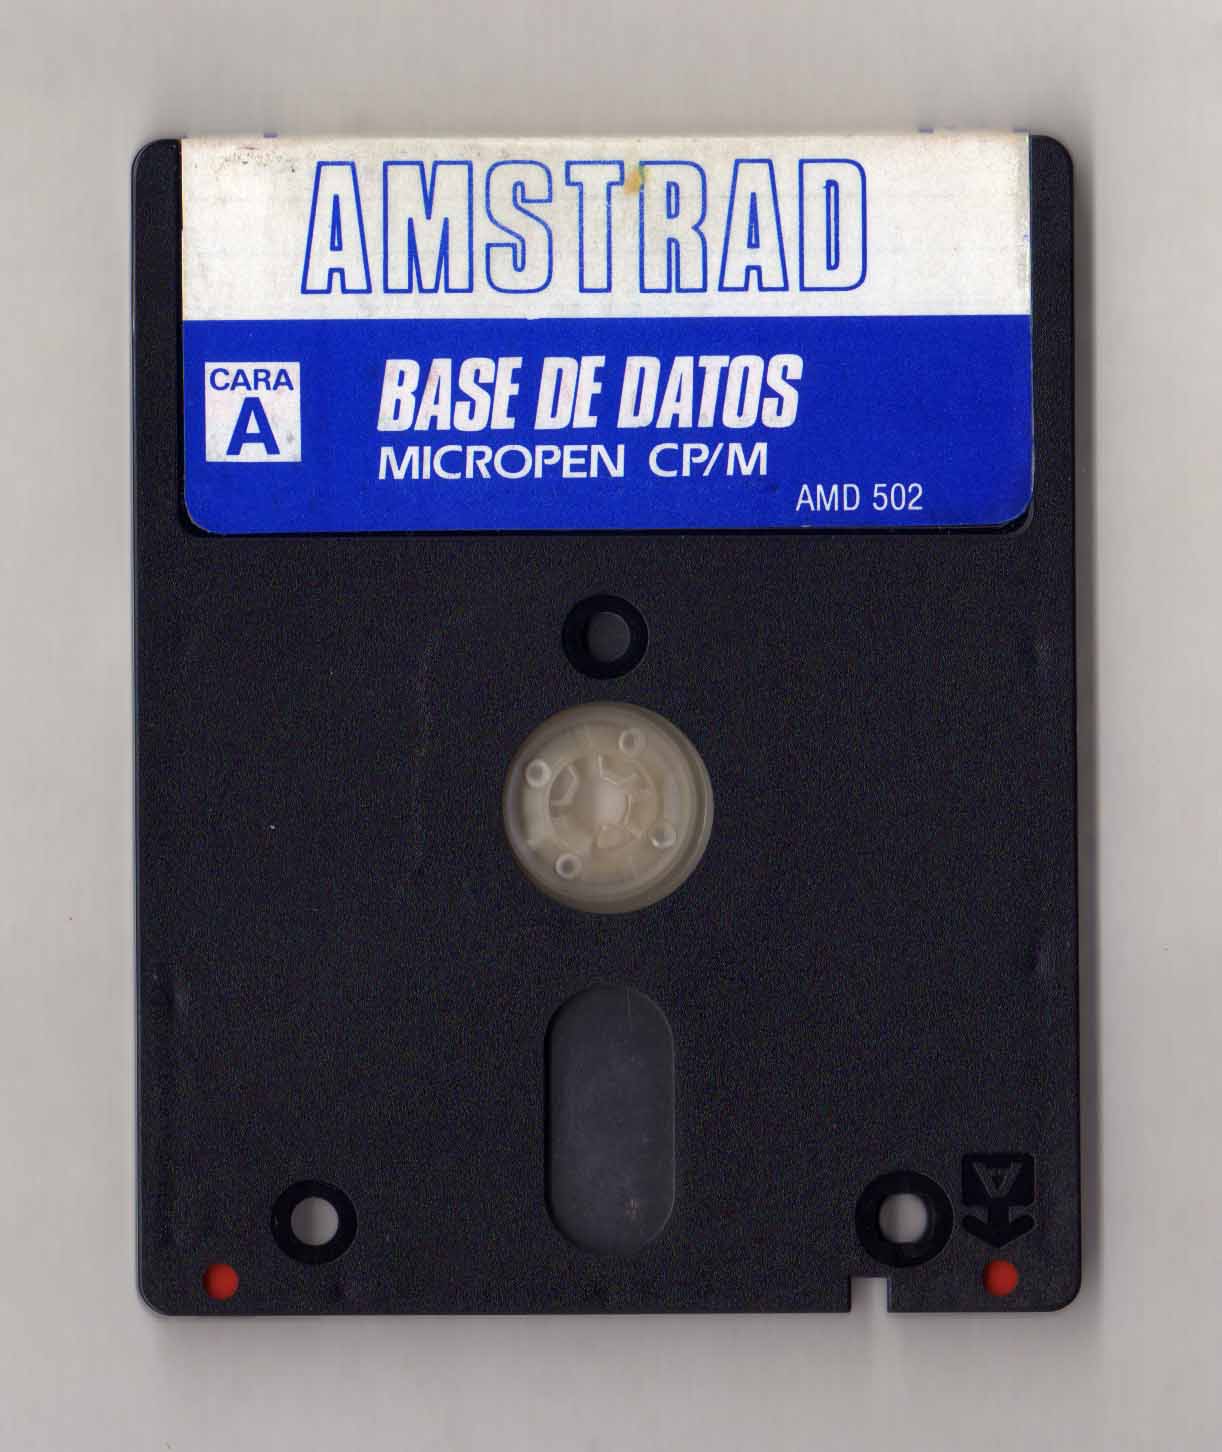 AMSTRAD
CARA
A
BASE DE DATOS
MICROPEN CP/M
AMD 502
A